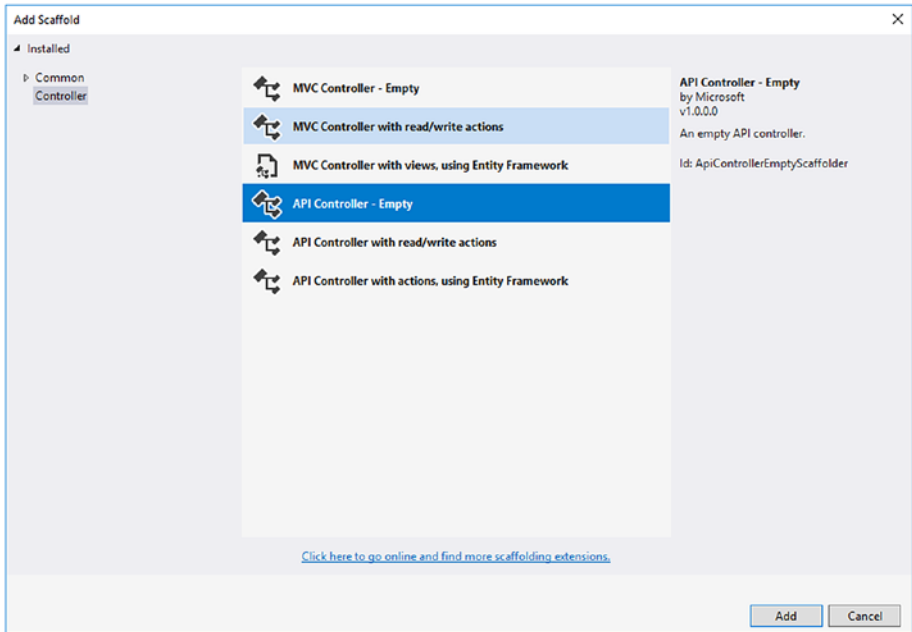 Add Scaffold
Installed
Common
Controller
MVC Controller - Empty
MVC Controller with read/write actions
MVC Controller with views, using Entity Framework
API Controller - Empty
API Controller with read/write actions
API Controller with actions, using Entity Framework
API Controller - Empty
by Microsoft
v1.0.0.0
An empty API controller.
Id: ApiControllerEmptyScaffolder
Click here to go online and find more scaffolding extensions.
Add
Cancel